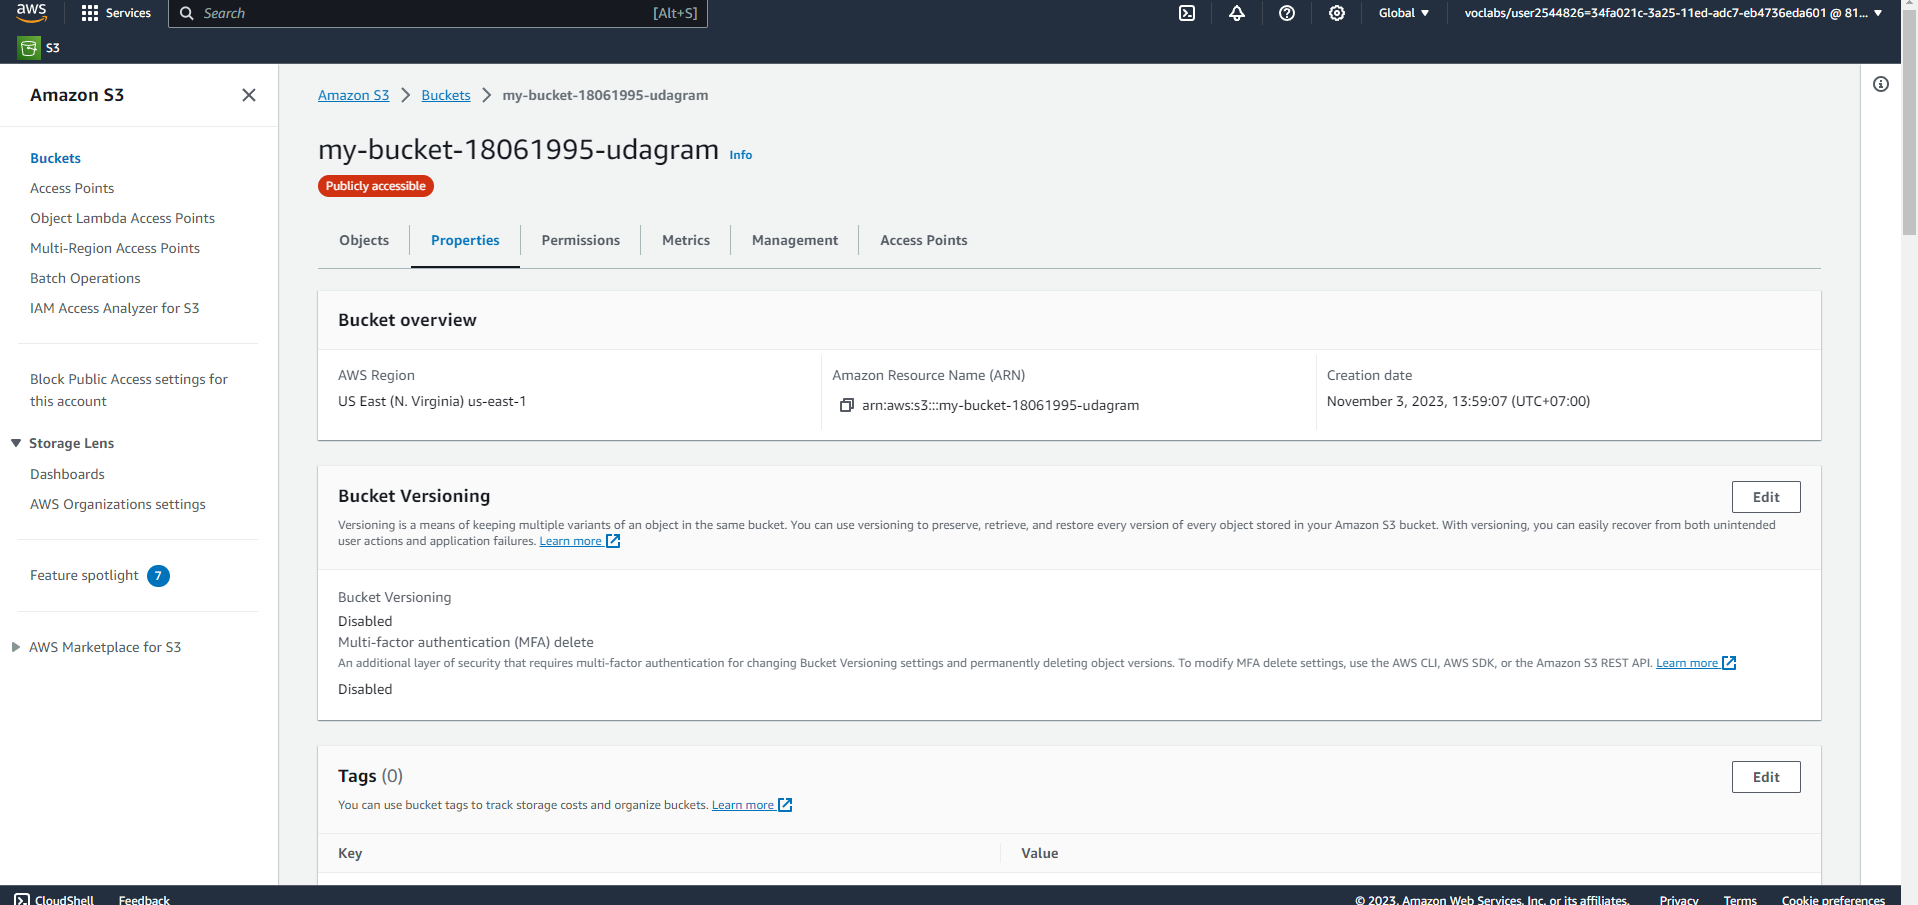 aws
Services
Search
[Alt+S]
Global
voclabs/user2544826=34fa021c-3a25-11ed-adc7-eb4736eda601 @ 81...
S3
Amazon S3
Buckets
Access Points
Object Lambda Access Points
Multi-Region Access Points
Batch Operations
IAM Access Analyzer for S3
Block Public Access settings for
this account
Storage Lens
Dashboards
AWS Organizations settings
Feature spotlight 7
AWS Marketplace for S3
Amazon S3 > Buckets > my-bucket-18061995-udagram
my-bucket-18061995-udagram Info
Publicly accessible
Objects
Properties
Permissions
Metrics
Management
Access Points
Bucket overview
AWS Region
US East (N. Virginia) us-east-1
Amazon Resource Name (ARN)
arn:aws:s3:::my-bucket-18061995-udagram
Creation date
November 3, 2023, 13:59:07 (UTC+07:00)
Bucket Versioning
Edit
Versioning is a means of keeping multiple variants of an object in the same bucket. You can use versioning to preserve, retrieve, and restore every version of every object stored in your Amazon S3 bucket. With versioning, you can easily recover from both unintended
user actions and application failures. Learn more
Bucket Versioning
Disabled
Multi-factor authentication (MFA) delete
An additional layer of security that requires multi-factor authentication for changing Bucket Versioning settings and permanently deleting object versions. To modify MFA delete settings, use the AWS CLI, AWS SDK, or the Amazon S3 REST API. Learn more
Disabled
Tags (0)
Edit
You can use bucket tags to track storage costs and organize buckets. Learn more
Key
Value
CloudShell
Feedback
© 2023, Amazon Web Services, Inc. or its affiliates.
Privacy
Terms
Cookie preferences